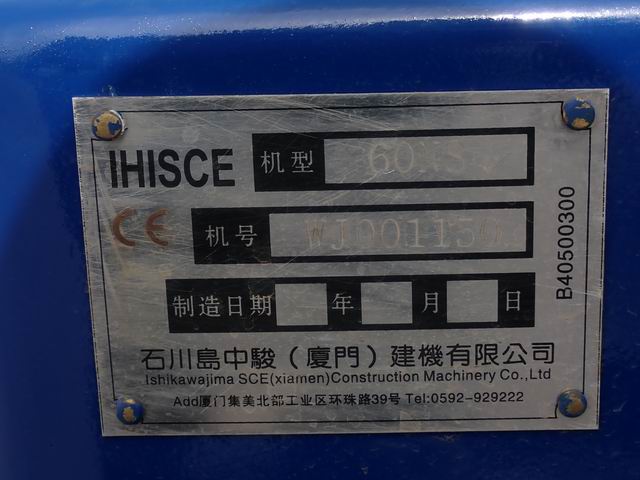 IHISCE 机型
CE 机号 WJ001150
制造日期 年 月 日
石川島中駿（廈門）建機有限公司
Ishikawajima SCE(xiamen)Construction Machinery Co.,Ltd
Add厦门集美北部工业区环珠路39号 Tel:0592-929222
B40500300